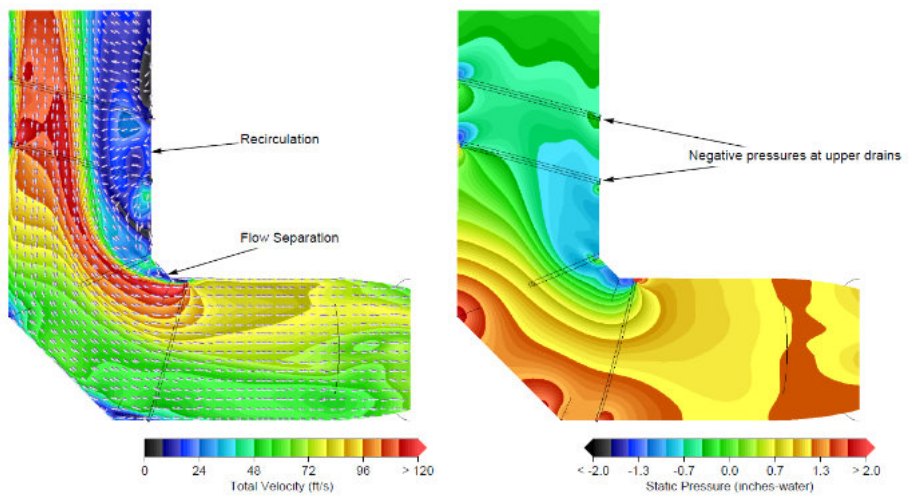 Recirculation
Flow Separation
Negative pressures at upper drains
0 24 48 72 96 > 120
Total Velocity (ft/s)
< -2.0 -1.3 -0.7 0.0 0.7 1.3 > 2.0
Static Pressure (inches-water)